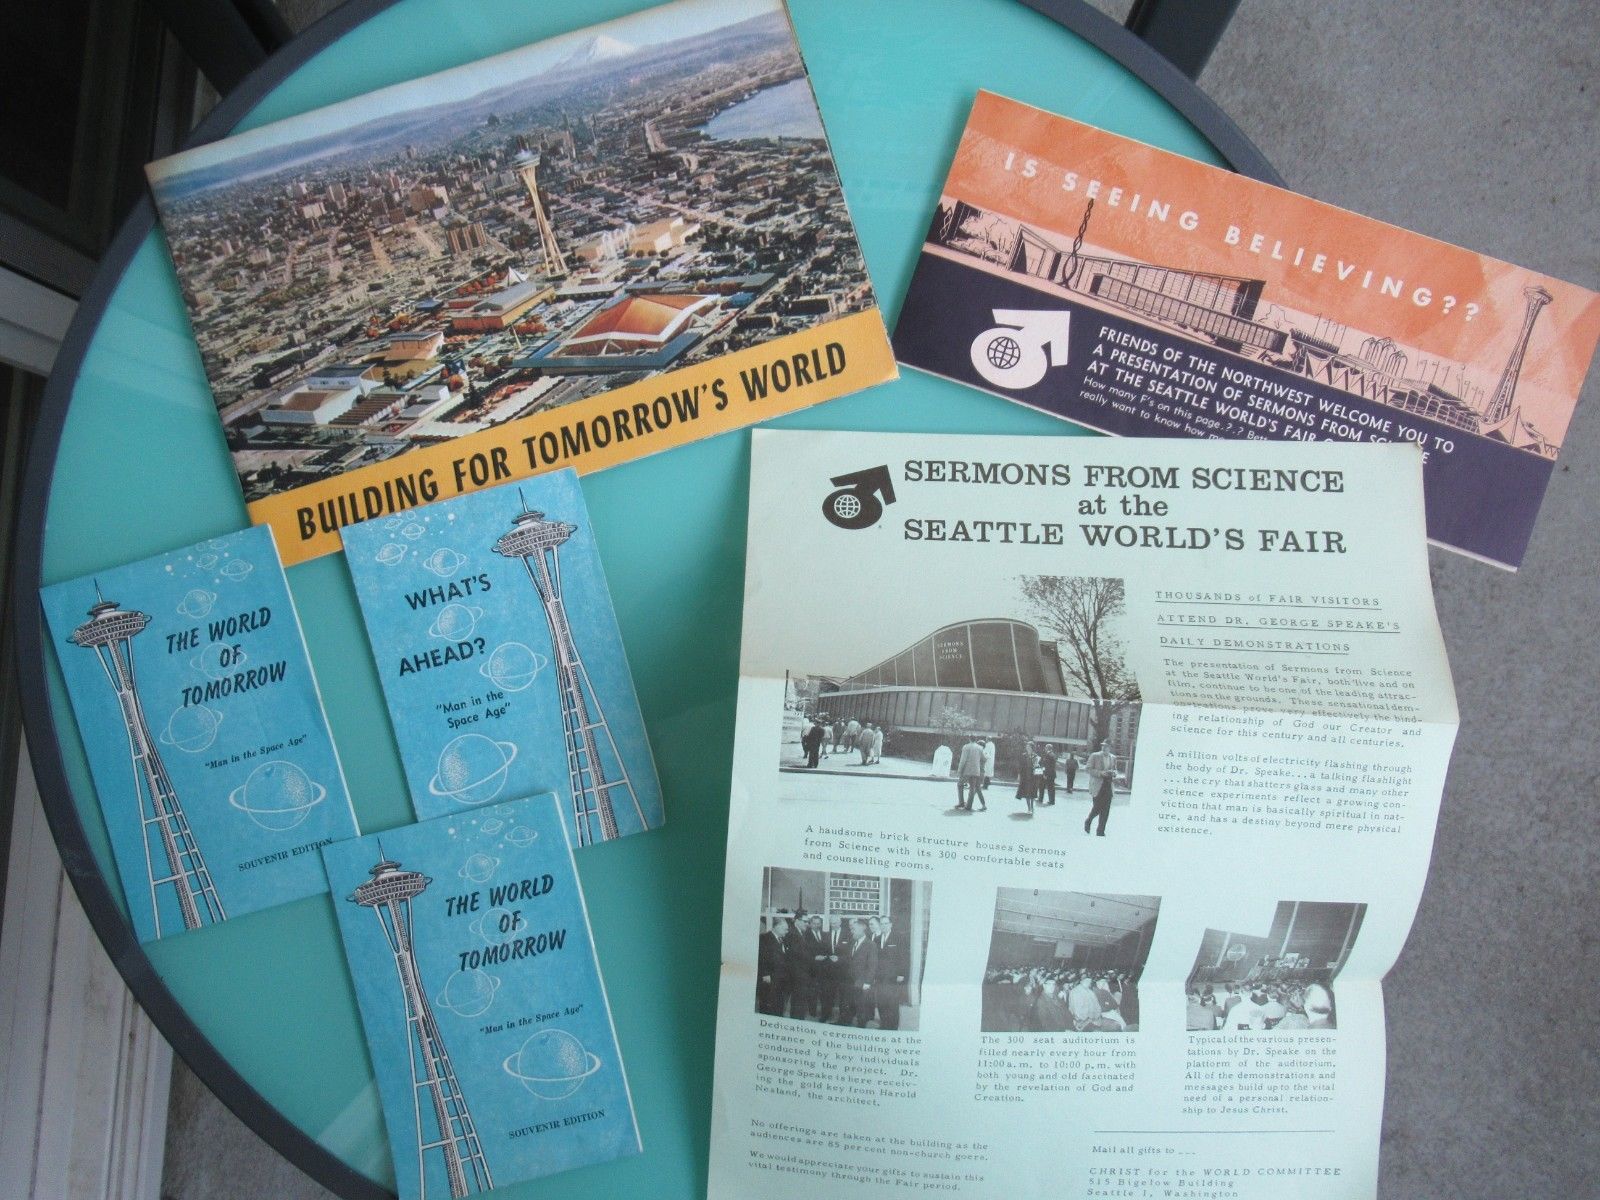 BUILDING FOR TOMORROW'S WORLD
IS SEEING BELIEVING??
FRIENDS OF THE NORTHWEST WELCOME YOU TO
A PRESENTATION OF SERMONS FROM
AT THE SEATTLE WORLD'S FAIR
How many F's on this page.?.?
really want to know how
THE WORLD
OF
TOMORROW
"Man in the Space Age"
SOUVENIR EDITION
WHAT'S
AHEAD?
"Man in the
Space Age"
THE WORLD
OF
TOMORROW
"Man in the Space Age"
SOUVENIR EDITION
SERMONS FROM SCIENCE
at the
SEATTLE WORLD'S FAIR
SERMONS
FROM
SCIENCE
THOUSANDS of FAIR VISITORS
ATTEND DR. GEORGE SPEAKE'S
DAILY DEMONSTRATIONS
The presentation of Sermons from Science
at the Seattle World's Fair, both live and on
film, continue to be one of the leading attrac-
tions on the grounds. These sensational dem-
onstrations prove very effectively the bind-
ing relationship of God our Creator and
science for this century and all centuries.
A million volts of electricity flashing through
the body of Dr. Speake...a talking flashlight
...the cry that shatters glass and many other
science experiments reflect a growing con-
viction that man is basically spiritual in nat-
ure, and has a destiny beyond mere physical
existence.
A handsome brick structure houses Sermons
from Science with its 300 comfortable seats
and counselling rooms.
Dedication ceremonies at the
entrance of the building were
conducted by key individuals
sponsoring the project. Dr.
George Speake is here receiv-
ing the gold key from Harold
Nesland, the architect.
The 300 seat auditorium is
filled nearly every hour from
11:00 a.m. to 10:00 p.m. with
both young and old fascinated
by the revelation of God and
Creation.
Typical of the various presen-
tations by Dr. Speake on the
platform of the auditorium.
All of the demonstrations and
messages build up to the vital
need of a personal relation-
ship to Jesus Christ.
No offerings are taken at the building as the
audiences are 85 per cent non-church goers.
We would appreciate your gifts to sustain this
vital testimony through the Fair period.
Mail all gifts to ---
CHRIST for the WORLD COMMITTEE
515 Bigelow Building
Seattle 1, Washington